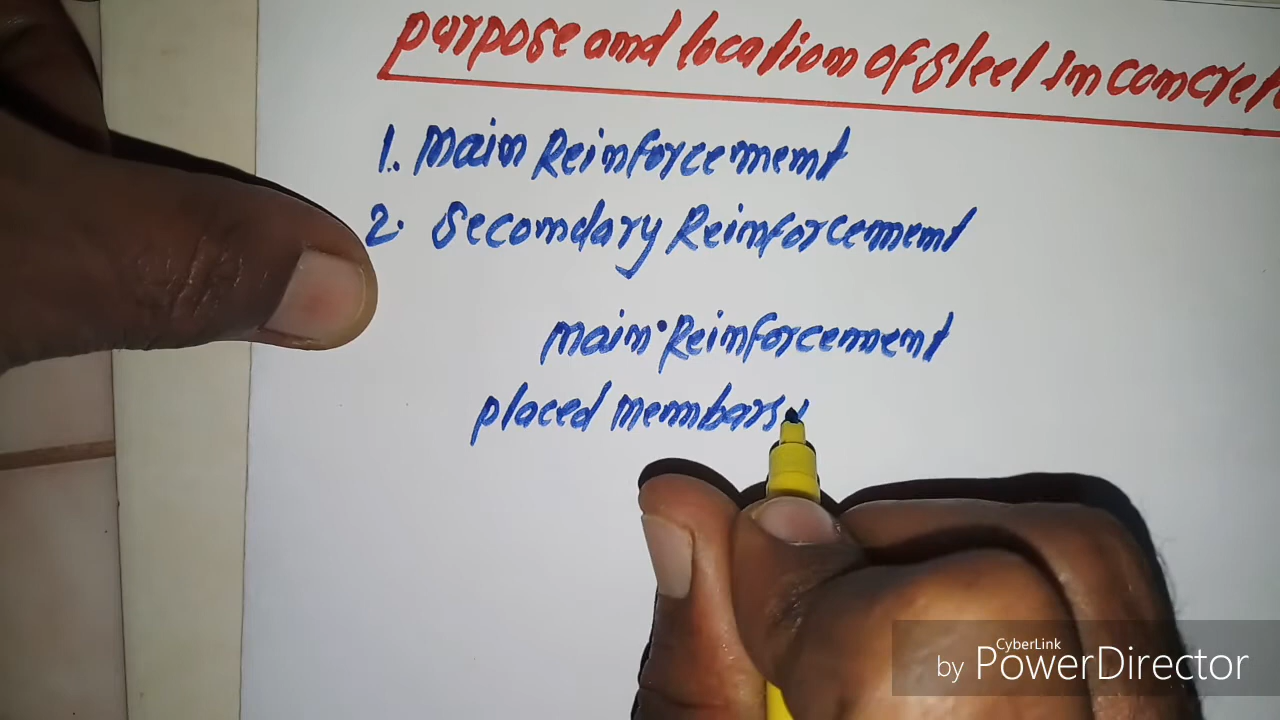 purpose and location of steel in concrete
1. Main Reinforcement
2. Secondary Reinforcement
main Reinforcement
placed membars
CyberLink
by PowerDirector